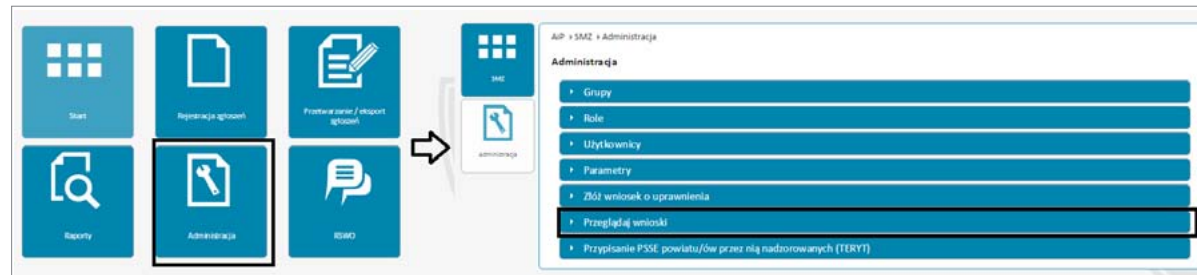 Start
Rejestracja zgłoszeń
Przetwarzanie / eksport
zgłoszeń
Raporty
Administracja
RSWO
SMZ
administracja
AiP › SMZ › Administracja
Administracja
Grupy
Role
Użytkownicy
Parametry
Złóż wniosek o uprawnienia
Przeglądaj wnioski
Przypisanie PSSE powiatu/ów przez nią nadzorowanych (TERYT)